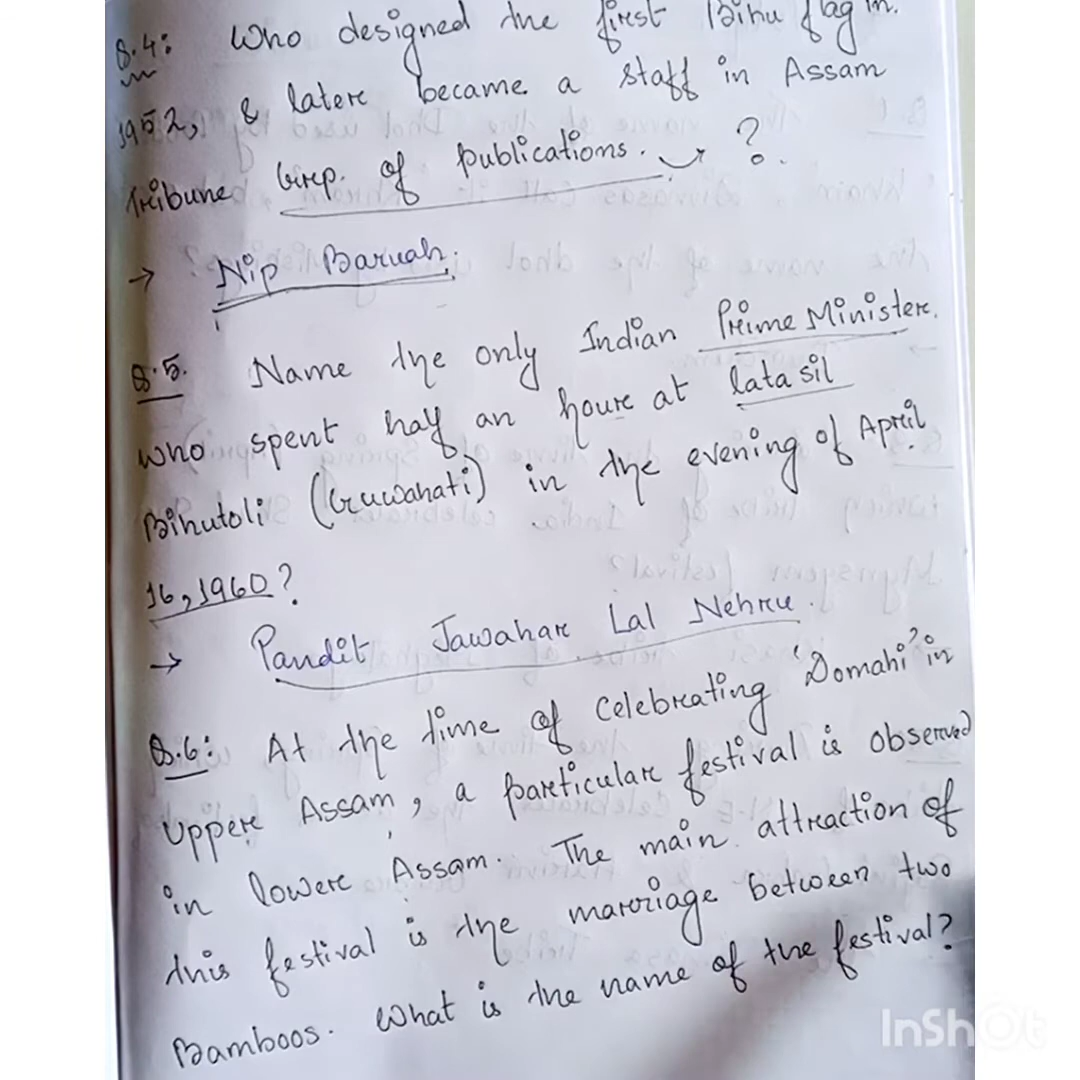 Q.4: Who designed the first Bihu flag in
1952, & later became a staff in Assam
Tribune Grp. of publications. → ?
→ Nip Baruah.
Q.5. Name the only Indian Prime Minister
who spent half an hour at latasil
Bihutoli (Guwahati) in the evening of April
16, 1960?
→ Pandit Jawahar Lal Nehru.
Q.6: At the time of celebrating 'Domahi' in
Upper Assam, a particular festival is observed
in lower Assam. The main attraction of
this festival is the marriage between two
Bamboos. What is the name of the festival?
InShOt